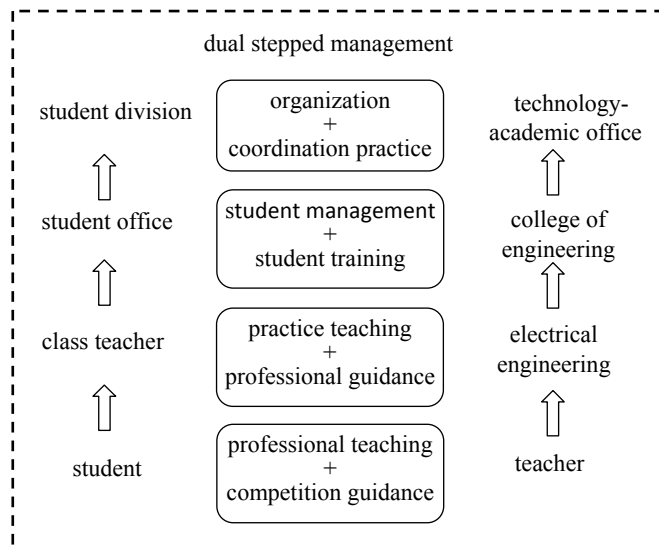 dual stepped management
student division
organization
+
coordination practice
technology-
academic office
student office
student management
+
student training
college of
engineering
class teacher
practice teaching
+
professional guidance
electrical
engineering
student
professional teaching
+
competition guidance
teacher